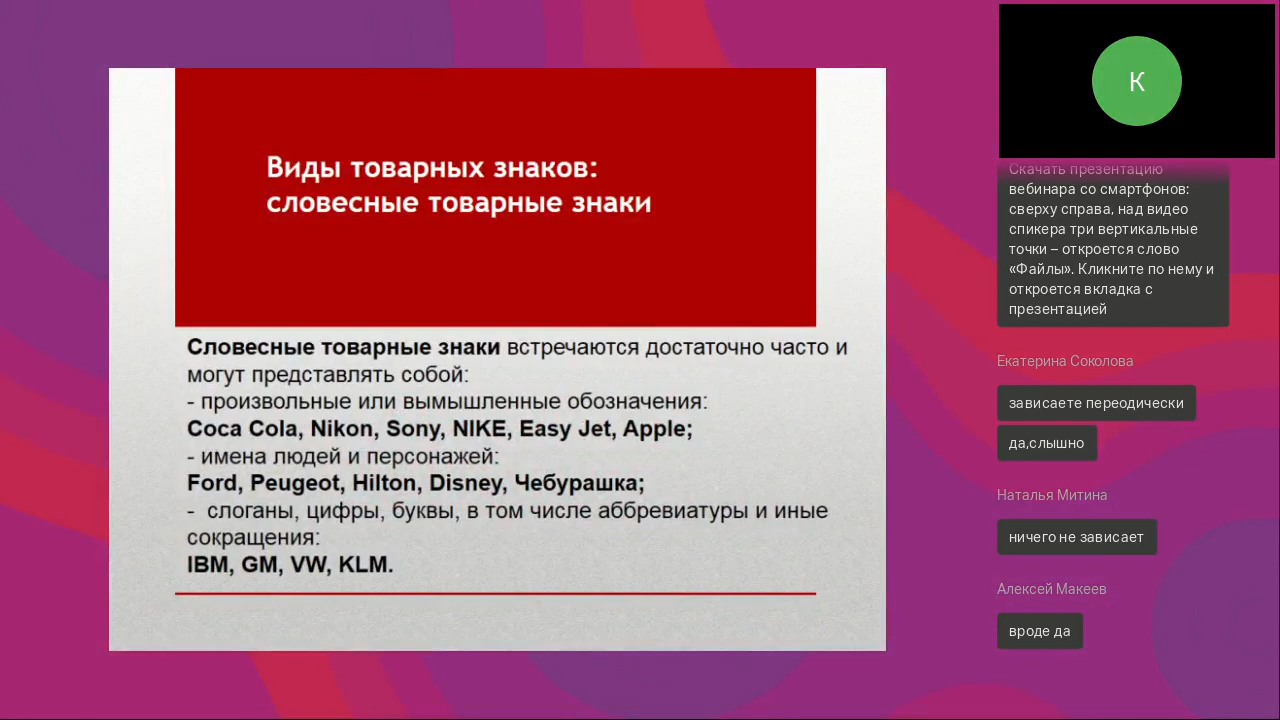 Виды товарных знаков:
словесные товарные знаки
Словесные товарные знаки встречаются достаточно часто и
могут представлять собой:
- произвольные или вымышленные обозначения:
Coca Cola, Nikon, Sony, NIKE, Easy Jet, Apple;
- имена людей и персонажей:
Ford, Peugeot, Hilton, Disney, Чебурашка;
- слоганы, цифры, буквы, в том числе аббревиатуры и иные
сокращения:
IBM, GM, VW, KLM.
К
Скачать презентацию
вебинара со смартфонов:
сверху справа, над видео
спикера три вертикальные
точки – откроется слово
«Файлы». Кликните по нему и
откроется вкладка с
презентацией
Екатерина Соколова
зависаете переодически
да,слышно
Наталья Митина
ничего не зависает
Алексей Макеев
вроде да